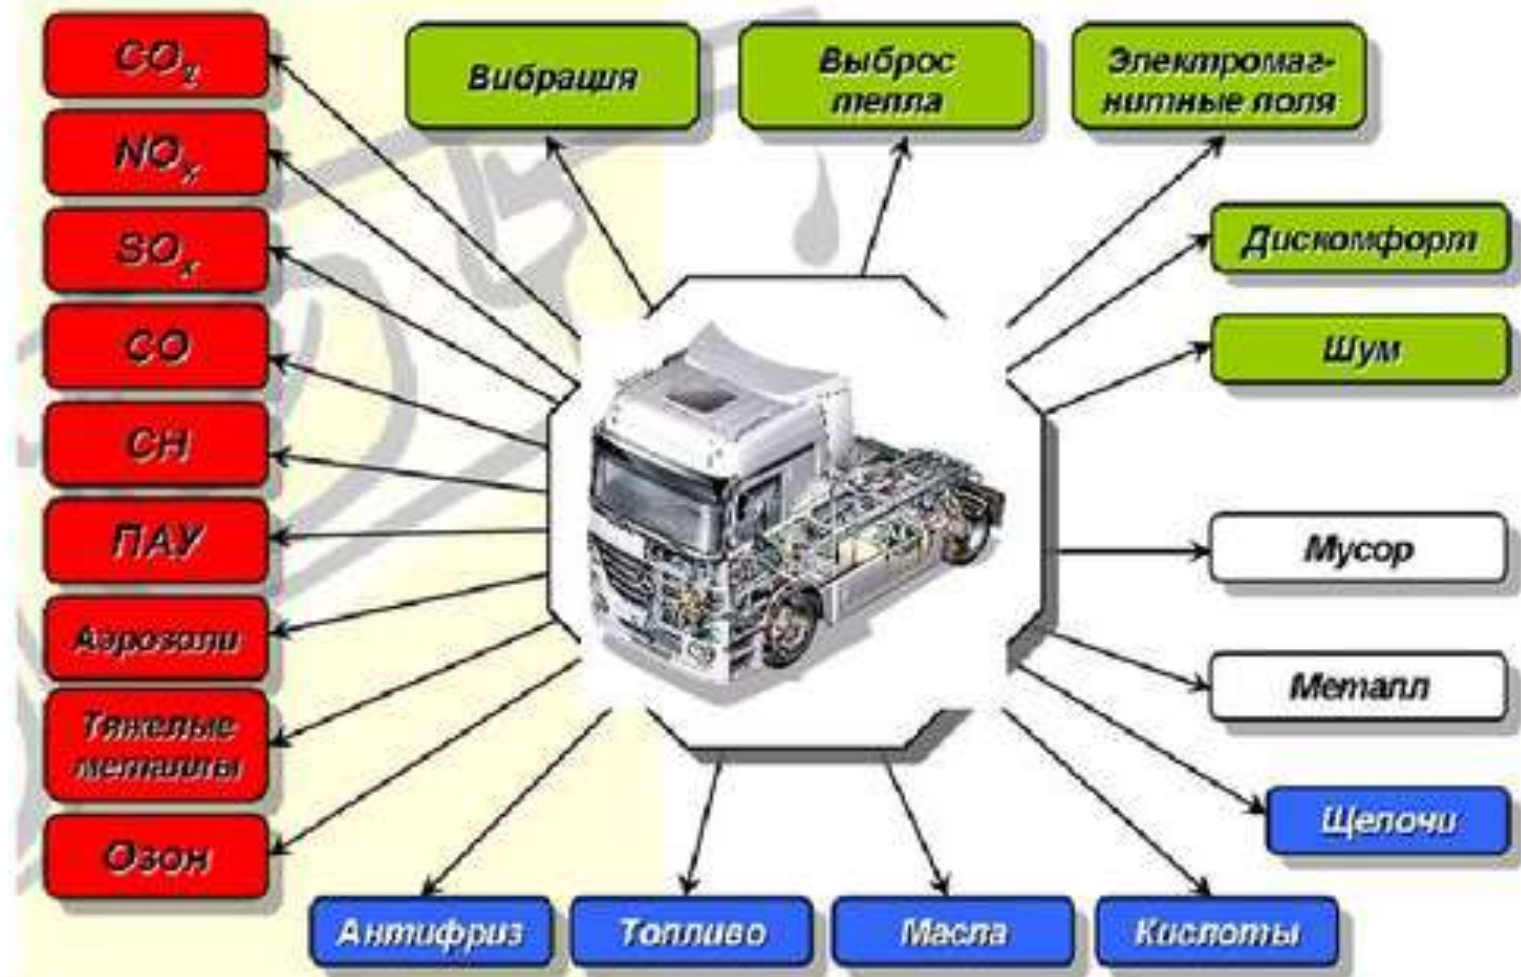 CO₂
NOₓ
SOₓ
CO
CH
ПАУ
Аэрозоли
Тяжелые
металлы
Озон
Вибрация
Выброс
тепла
Электромаг-
нитные поля
Дискомфорт
Шум
Мусор
Металл
Щелочи
Антифриз
Топливо
Масла
Кислоты